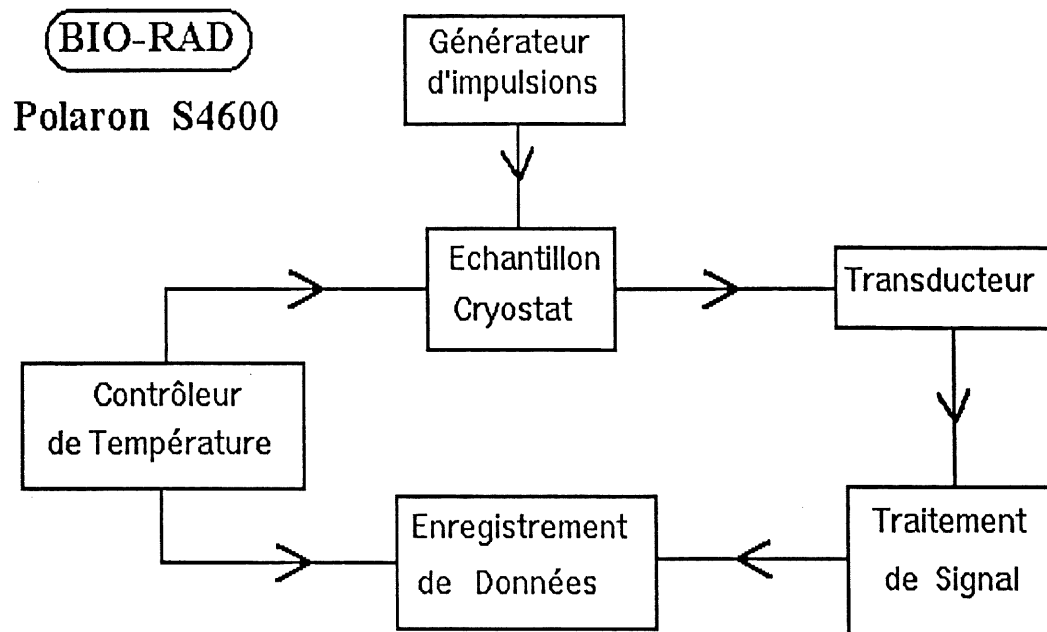 BIO-RAD
Polaron S4600
Générateur
d'impulsions
Echantillon
Cryostat
Transducteur
Contrôleur
de Température
Enregistrement
de Données
Traitement
de Signal